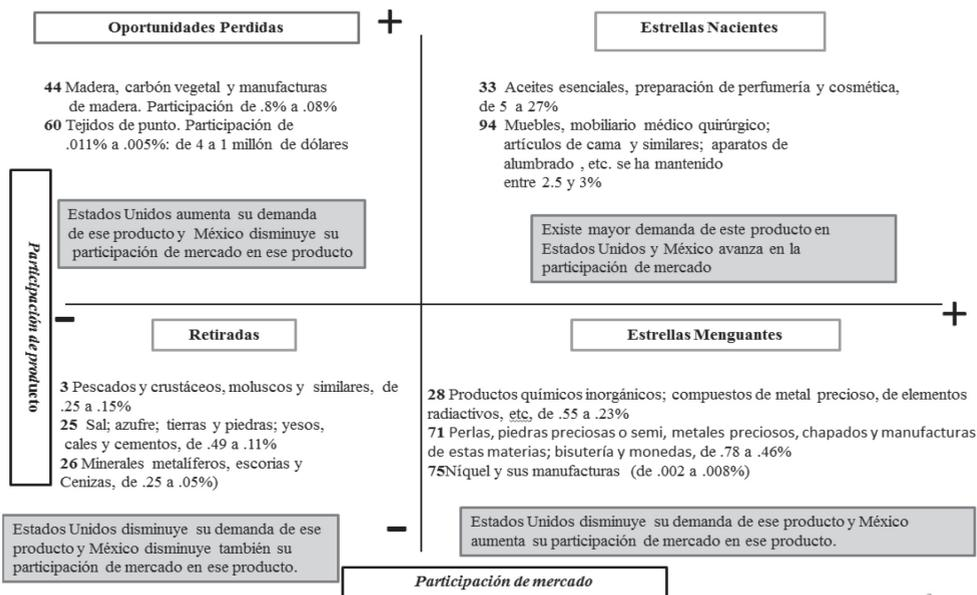 Oportunidades Perdidas
+
44 Madera, carbón vegetal y manufacturas
de madera. Participación de .8% a .08%
60 Tejidos de punto. Participación de
.011% a .005%: de 4 a 1 millón de dólares
Estados Unidos aumenta su demanda
de ese producto y México disminuye su
participación de mercado en ese producto
Estrellas Nacientes
33 Aceites esenciales, preparación de perfumería y cosmética,
de 5 a 27%
94 Muebles, mobiliario médico quirúrgico;
artículos de cama y similares; aparatos de
alumbrado , etc. se ha mantenido
entre 2.5 y 3%
Existe mayor demanda de este producto en
Estados Unidos y México avanza en la
participación de mercado
Participación de producto
−
+
Retiradas
3 Pescados y crustáceos, moluscos y similares, de
.25 a .15%
25 Sal; azufre; tierras y piedras; yesos,
cales y cementos, de .49 a .11%
26 Minerales metalíferos, escorias y
Cenizas, de .25 a .05%)
Estados Unidos disminuye su demanda de ese
producto y México disminuye también su
participación de mercado en ese producto.
Estrellas Menguantes
28 Productos químicos inorgánicos; compuestos de metal precioso, de elementos
radiactivos, etc, de .55 a .23%
71 Perlas, piedras preciosas o semi, metales preciosos, chapados y manufacturas
de estas materias; bisutería y monedas, de .78 a .46%
75Níquel y sus manufacturas (de .002 a .008%)
−
Estados Unidos disminuye su demanda de ese producto y México
aumenta su participación de mercado en ese producto.
Participación de mercado